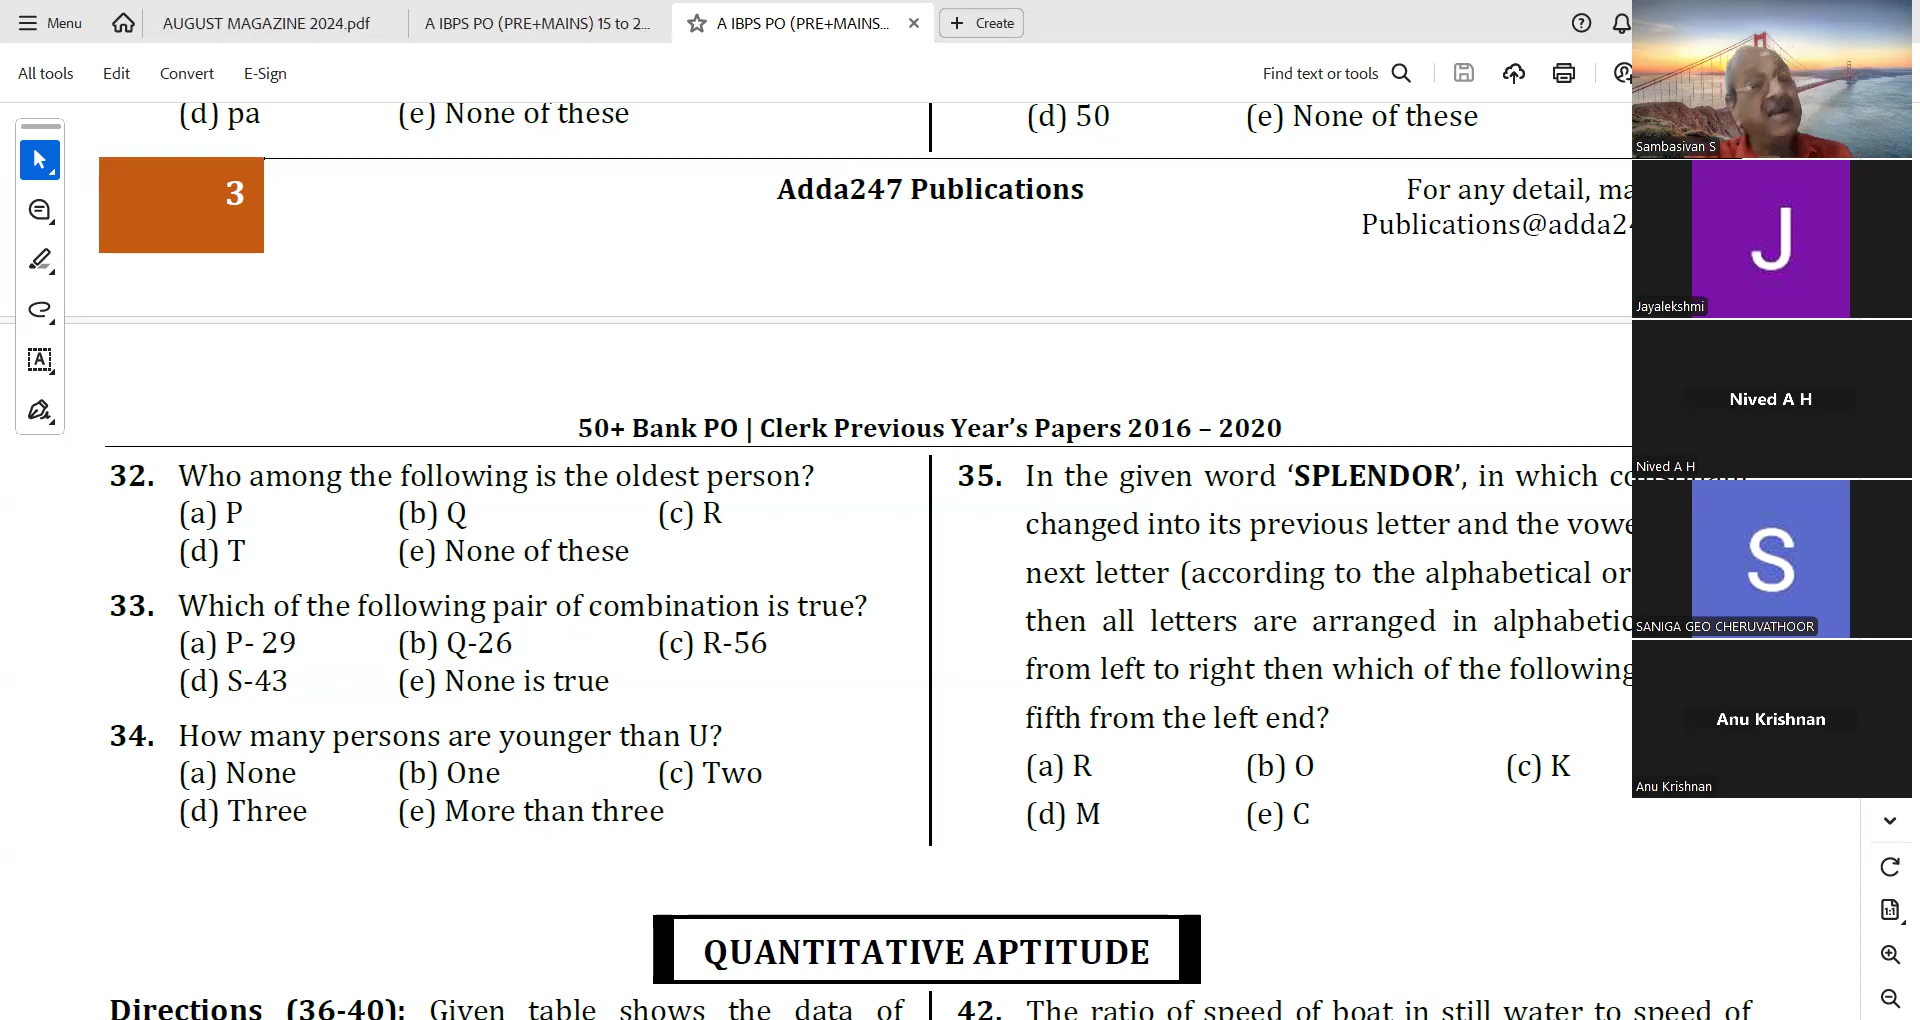 Menu
AUGUST MAGAZINE 2024.pdf
A IBPS PO (PRE+MAINS) 15 to 2...
A IBPS PO (PRE+MAINS...
Create
All tools
Edit
Convert
E-Sign
Find text or tools
(d) pa (e) None of these
(d) 50 (e) None of these
3
Adda247 Publications
For any detail,
Publications@adda24
50+ Bank PO | Clerk Previous Year's Papers 2016 – 2020
32. Who among the following is the oldest person?
(a) P (b) Q (c) R
(d) T (e) None of these
33. Which of the following pair of combination is true?
(a) P- 29 (b) Q-26 (c) R-56
(d) S-43 (e) None is true
34. How many persons are younger than U?
(a) None (b) One (c) Two
(d) Three (e) More than three
35. In the given word ‘SPLENDOR’, in which
changed into its previous letter and the
next letter (according to the alphabetical
then all letters are arranged in
from left to right then which of the following
fifth from the left end?
(a) R (b) O (c) K
(d) M (e) C
QUANTITATIVE APTITUDE
Directions (36-40): Given table shows the data of
42. The ratio of speed of boat in still water to speed of
Sambasivan S
J
Jayalekshmi
Nived A H
Nived A H
S
SANIGA GEO CHERUVATHOOR
Anu Krishnan
Anu Krishnan